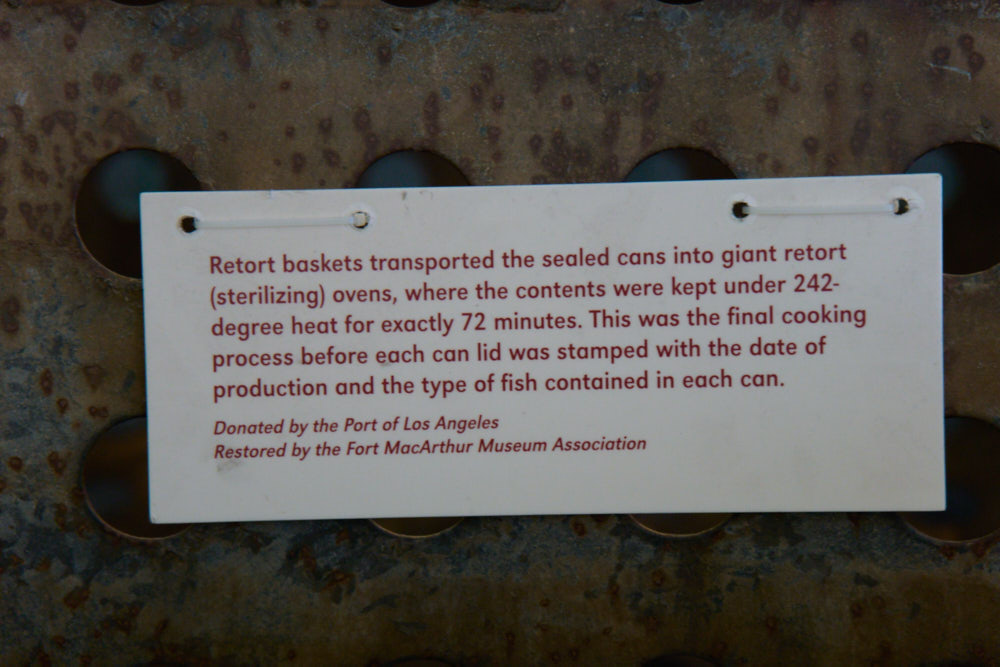 Retort baskets transported the sealed cans into giant retort
(sterilizing) ovens, where the contents were kept under 242-
degree heat for exactly 72 minutes. This was the final cooking
process before each can lid was stamped with the date of
production and the type of fish contained in each can.
Donated by the Port of Los Angeles
Restored by the Fort MacArthur Museum Association